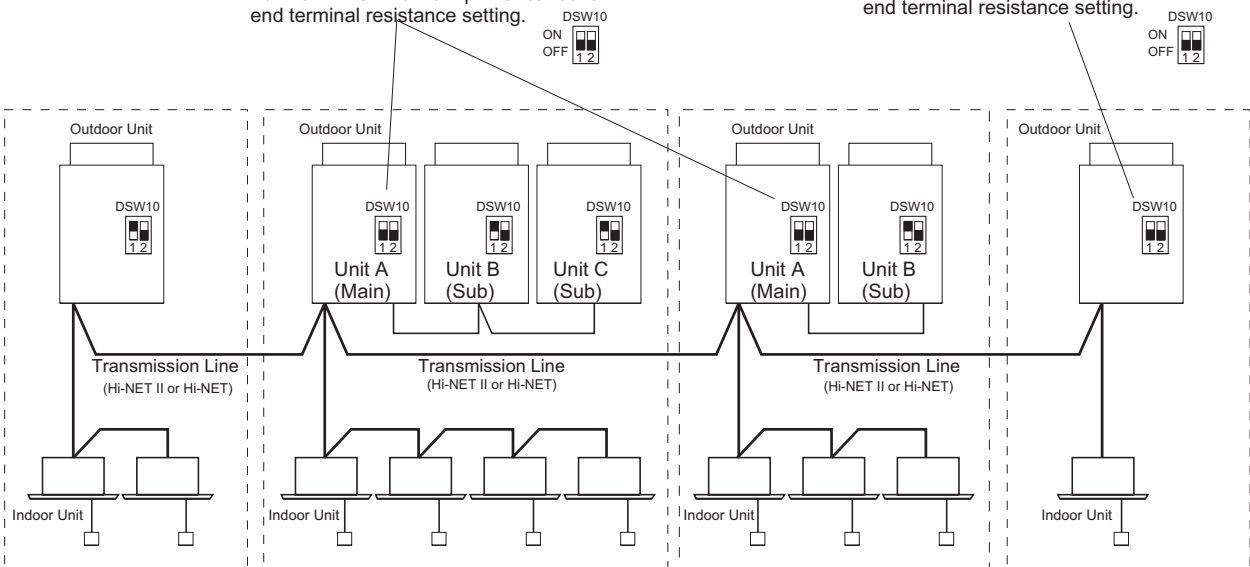 end terminal resistance setting.
DSW10
ON
OFF
1 2
end terminal resistance setting.
DSW10
ON
OFF
1 2
Outdoor Unit
DSW10
1 2
Outdoor Unit
DSW10
1 2
Unit A
(Main)
DSW10
1 2
Unit B
(Sub)
DSW10
1 2
Unit C
(Sub)
Outdoor Unit
DSW10
1 2
Unit A
(Main)
DSW10
1 2
Unit B
(Sub)
Outdoor Unit
DSW10
1 2
Transmission Line
(Hi-NET II or Hi-NET)
Transmission Line
(Hi-NET II or Hi-NET)
Transmission Line
(Hi-NET II or Hi-NET)
Indoor Unit
Indoor Unit
Indoor Unit
Indoor Unit